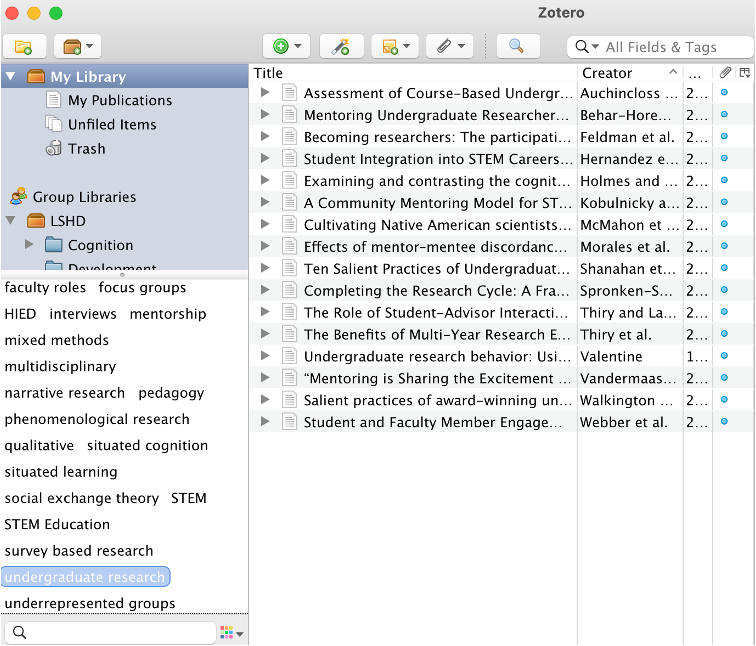 Zotero
All Fields & Tags
My Library
My Publications
Unfiled Items
Trash
Group Libraries
LSHD
Cognition
Development
faculty roles focus groups
HIED interviews mentorship
mixed methods
multidisciplinary
narrative research pedagogy
phenomenological research
qualitative situated cognition
situated learning
social exchange theory STEM
STEM Education
survey based research
undergraduate research
underrepresented groups
Title Creator ...
Assessment of Course-Based Undergr... Auchincloss ... 2...
Mentoring Undergraduate Researcher... Behar-Hore... 2...
Becoming researchers: The participati... Feldman et al. 2...
Student Integration into STEM Careers... Hernandez e... 2...
Examining and contrasting the cognit... Holmes and ... 2...
A Community Mentoring Model for ST... Kobulnicky a... 2...
Cultivating Native American scientists... McMahon et ... 2...
Effects of mentor-mentee discordanc... Morales et al. 2...
Ten Salient Practices of Undergraduat... Shanahan et... 2...
Completing the Research Cycle: A Fra... Spronken-S... 2...
The Role of Student-Advisor Interacti... Thiry and La... 2...
The Benefits of Multi-Year Research E... Thiry et al. 2...
Undergraduate research behavior: Usi... Valentine 1...
“Mentoring is Sharing the Excitement ... Vandermaas... 2...
Salient practices of award-winning un... Walkington ... 2...
Student and Faculty Member Engage... Webber et al. 2...